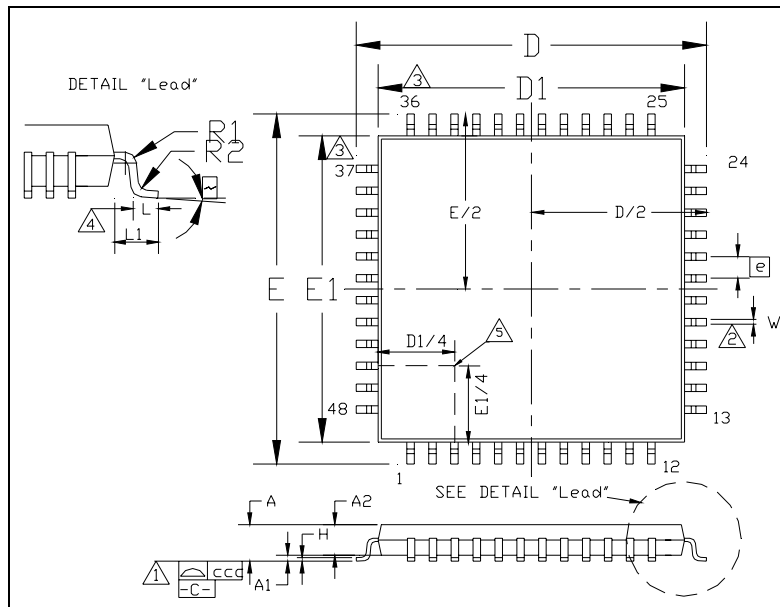 D
DETAIL "Lead"
3
D1
36
25
R1
R2
3
37
24
E/2
D/2
4
L
L1
e
E
E1
W
2
D1/4
5
E1/4
48
13
1
12
SEE DETAIL "Lead"
A
A2
H
1
ccc
A1
-C-